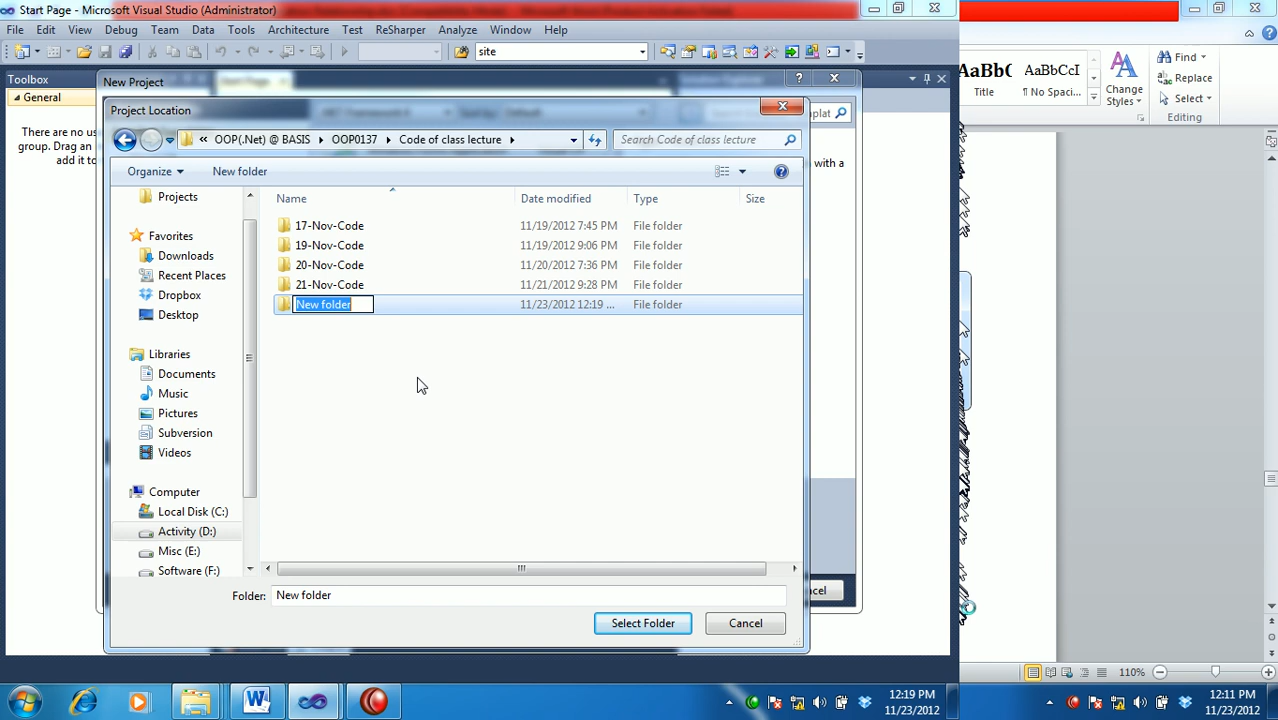 Start Page - Microsoft Visual Studio (Administrator)
File Edit View Debug Team Data Tools Architecture Test ReSharper Analyze Window Help
site
Toolbox
General
There are no us
group. Drag an
add it to
New Project
Start Page
Project Location
OOP(.Net) @ BASIS OOP0137 Code of class lecture
Search Code of class lecture
plat
with a
Organize New folder
Name Date modified Type Size
17-Nov-Code 11/19/2012 7:45 PM File folder
19-Nov-Code 11/19/2012 9:06 PM File folder
20-Nov-Code 11/20/2012 7:36 PM File folder
21-Nov-Code 11/21/2012 9:28 PM File folder
New folder 11/23/2012 12:19 ... File folder
Projects
Favorites
Downloads
Recent Places
Dropbox
Desktop
Libraries
Documents
Music
Pictures
Subversion
Videos
Computer
Local Disk (C:)
Activity (D:)
Misc (E:)
Software (F:)
Folder: New folder
Select Folder Cancel
ncel
AaBbC AaBbCcI
Title ¶ No Spaci...
Change
Styles
Find
Replace
Select
Editing
110%
12:19 PM
11/23/2012
12:11 PM
11/23/2012